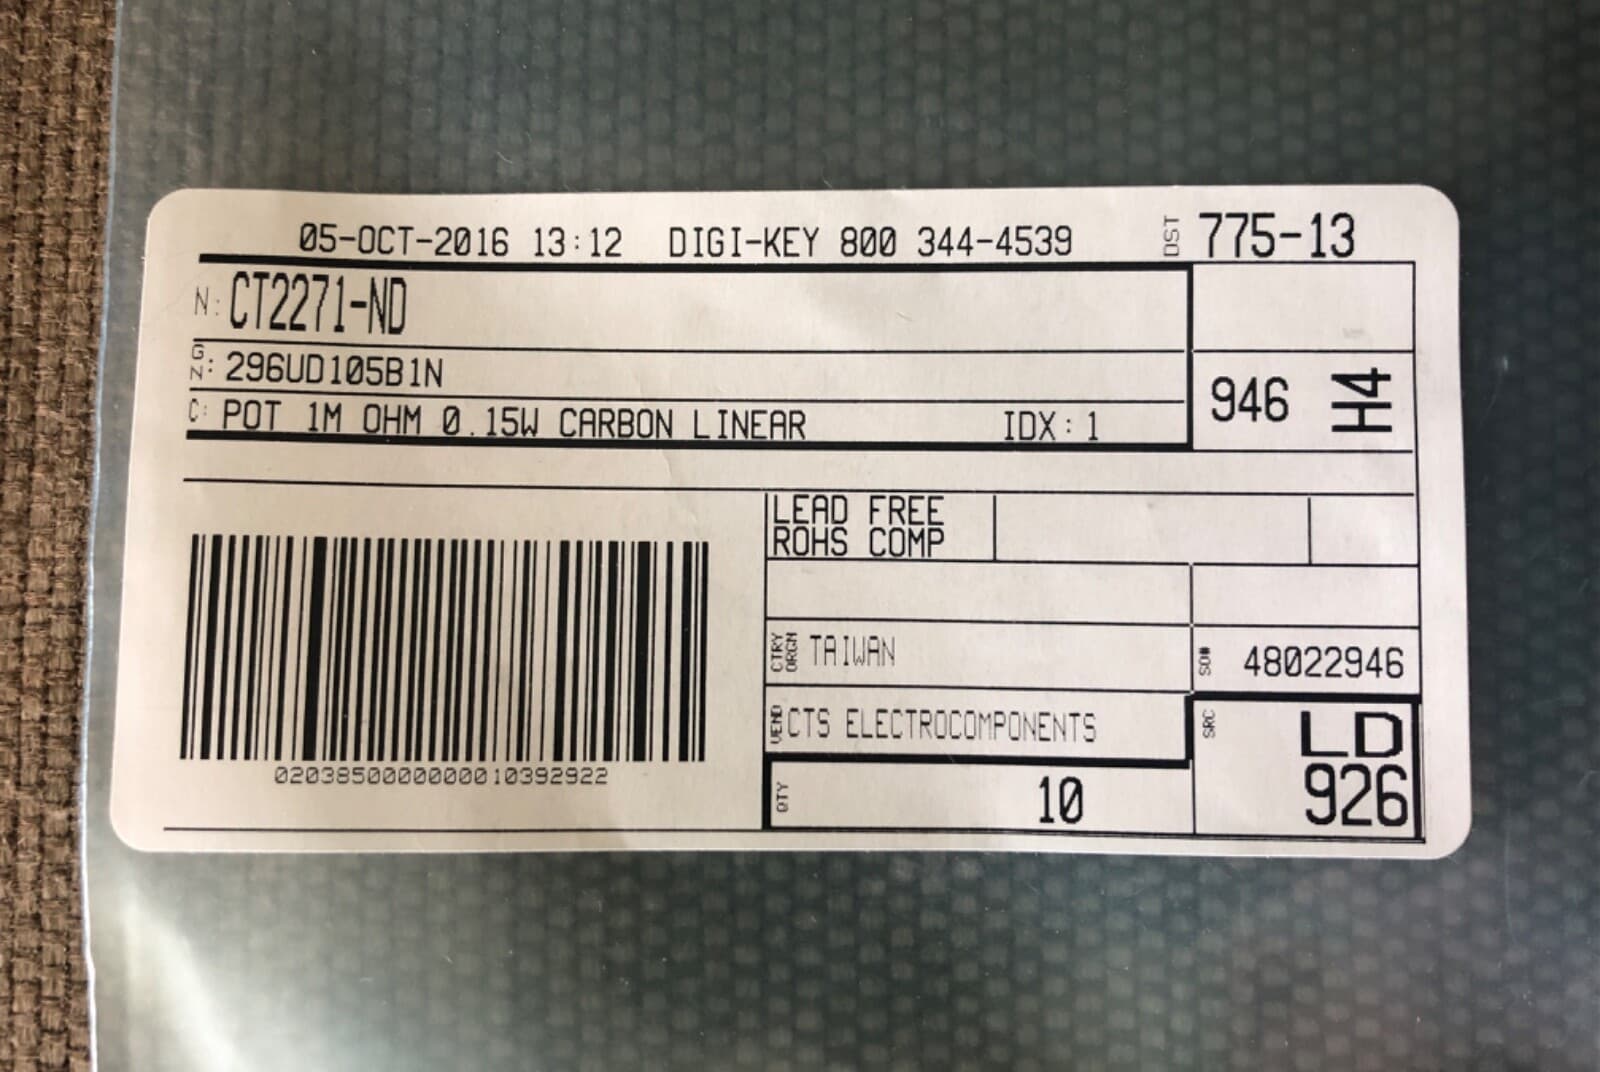 05-OCT-2016 13:12 DIGI-KEY 800 344-4539
DST 775-13
N: CT2271-ND
GN: 296UD105B1N
C: POT 1M OHM 0.15W CARBON LINEAR IDX: 1
946 H4
LEAD FREE
ROHS COMP
CTRY ORGN TAIWAN
SO# 48022946
VEND CTS ELECTROCOMPONENTS
SRC LD
926
QTY 10